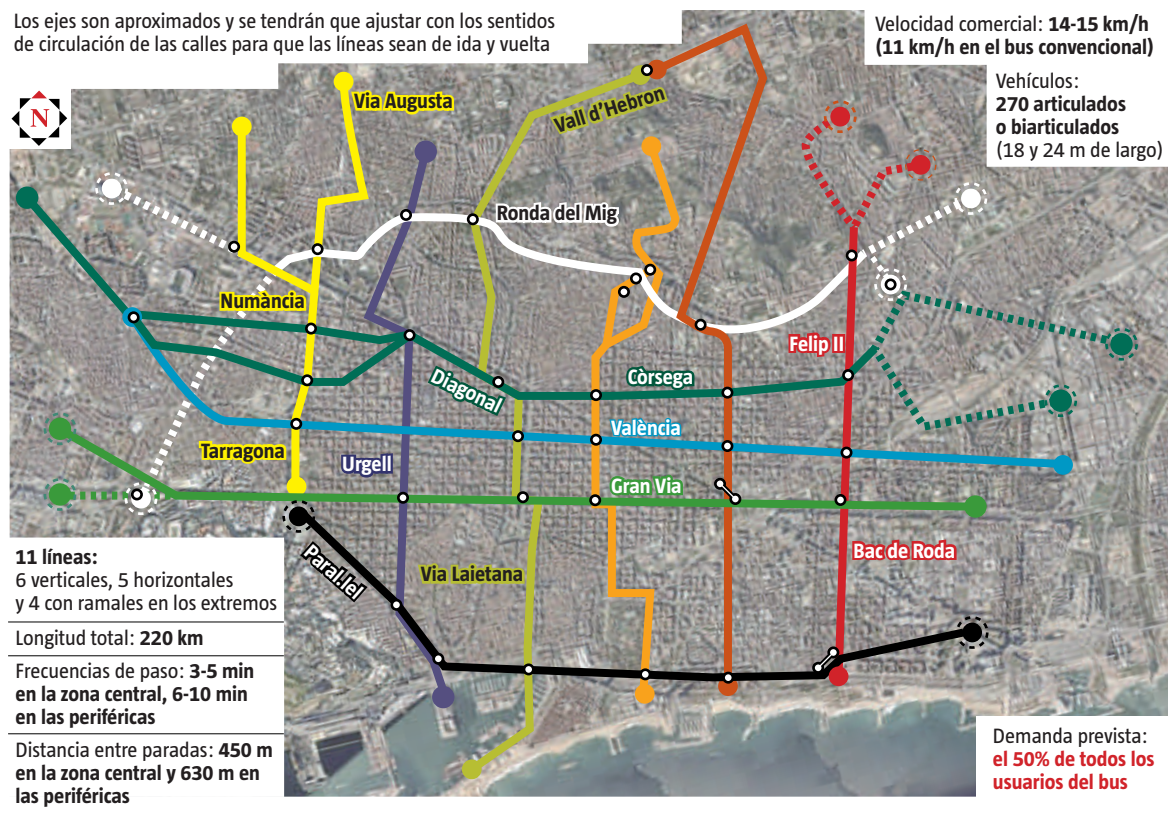 Los ejes son aproximados y se tendrán que ajustar con los sentidos
de circulación de las calles para que las líneas sean de ida y vuelta
Velocidad comercial: 14-15 km/h
(11 km/h en el bus convencional)
Vehículos:
270 articulados
o biarticulados
(18 y 24 m de largo)
N
Via Augusta
Vall d'Hebron
Ronda del Mig
Numància
Felip II
Diagonal
Còrsega
València
Tarragona
Urgell
Gran Via
Paral.lel
Via Laietana
Bac de Roda
11 líneas:
6 verticales, 5 horizontales
y 4 con ramales en los extremos
Longitud total: 220 km
Frecuencias de paso: 3-5 min
en la zona central, 6-10 min
en las periféricas
Distancia entre paradas: 450 m
en la zona central y 630 m en
las periféricas
Demanda prevista:
el 50% de todos los
usuarios del bus